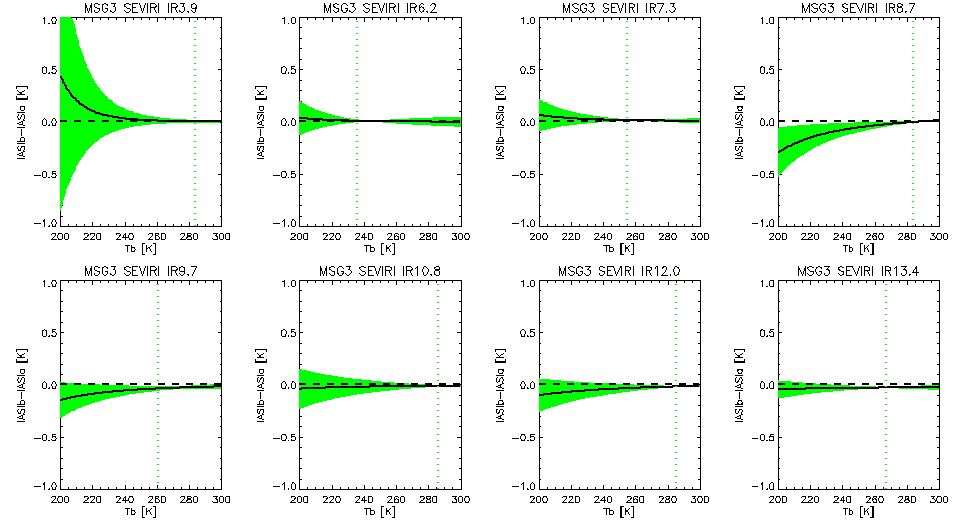 MSG3 SEVIRI IR3.9
MSG3 SEVIRI IR6.2
MSG3 SEVIRI IR7.3
MSG3 SEVIRI IR8.7
1.0
0.5
0.0
-0.5
-1.0
IASIb-IASIa [K]
200 220 240 260 280 300
Tb [K]
1.0
0.5
0.0
-0.5
-1.0
IASIb-IASIa [K]
200 220 240 260 280 300
Tb [K]
1.0
0.5
0.0
-0.5
-1.0
IASIb-IASIa [K]
200 220 240 260 280 300
Tb [K]
1.0
0.5
0.0
-0.5
-1.0
IASIb-IASIa [K]
200 220 240 260 280 300
Tb [K]
MSG3 SEVIRI IR9.7
MSG3 SEVIRI IR10.8
MSG3 SEVIRI IR12.0
MSG3 SEVIRI IR13.4
1.0
0.5
0.0
-0.5
-1.0
IASIb-IASIa [K]
200 220 240 260 280 300
Tb [K]
1.0
0.5
0.0
-0.5
-1.0
IASIb-IASIa [K]
200 220 240 260 280 300
Tb [K]
1.0
0.5
0.0
-0.5
-1.0
IASIb-IASIa [K]
200 220 240 260 280 300
Tb [K]
1.0
0.5
0.0
-0.5
-1.0
IASIb-IASIa [K]
200 220 240 260 280 300
Tb [K]